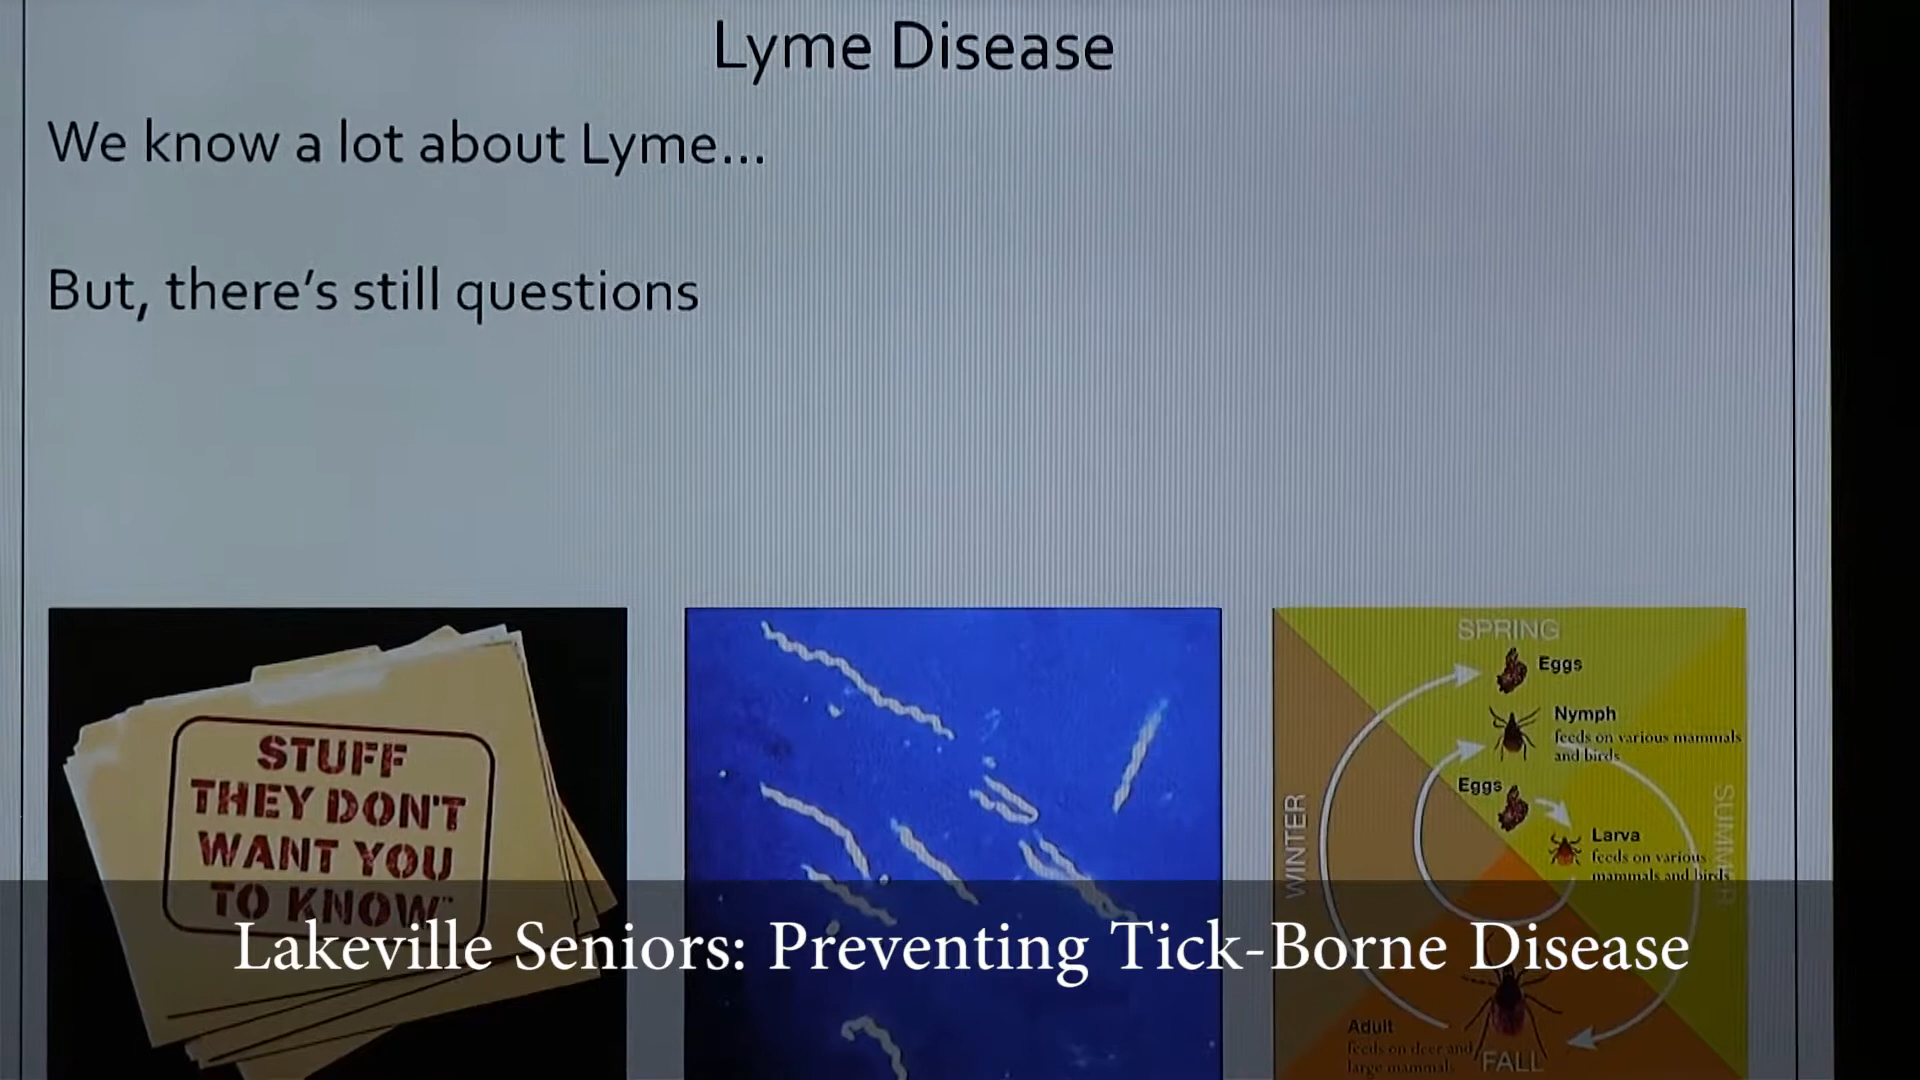 Lyme Disease
We know a lot about Lyme...
But, there's still questions
STUFF
THEY DON'T
WANT YOU
TO KNOW™
SPRING
Eggs
Nymph
feeds on various mammals
and birds
Eggs
Larva
feeds on various
mammals and birds
WINTER
SUMMER
Adult
feeds on deer and
large mammals
FALL
Lakeville Seniors: Preventing Tick-Borne Disease